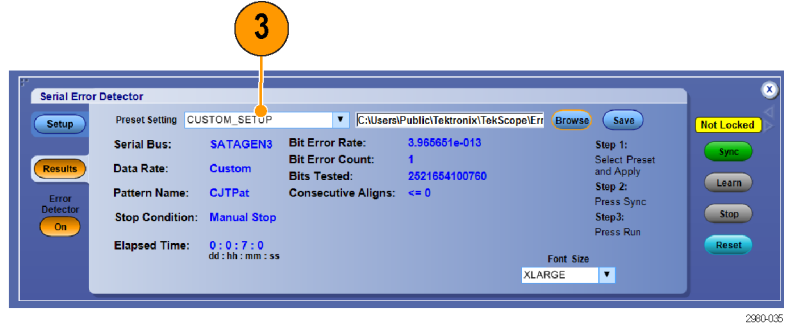 3
Serial Error Detector
X
Setup
Preset Setting CUSTOM_SETUP C:\Users\Public\Tektronix\TekScope\Err Browse Save
Not Locked
Serial Bus: SATAGEN3 Bit Error Rate: 3.965651e-013 Step 1:
Sync
Bit Error Count: 1 Select Preset
Results Data Rate: Custom Bits Tested: 2521654100760 and Apply
Learn
Pattern Name: CJTPat Consecutive Aligns: <= 0 Step 2:
Error Press Sync
Detector Stop Condition: Manual Stop Step3:
Stop
On Press Run
Elapsed Time: 0 : 0 : 7 : 0
Reset
dd : hh : mm : ss
Font Size
XLARGE
2980-035